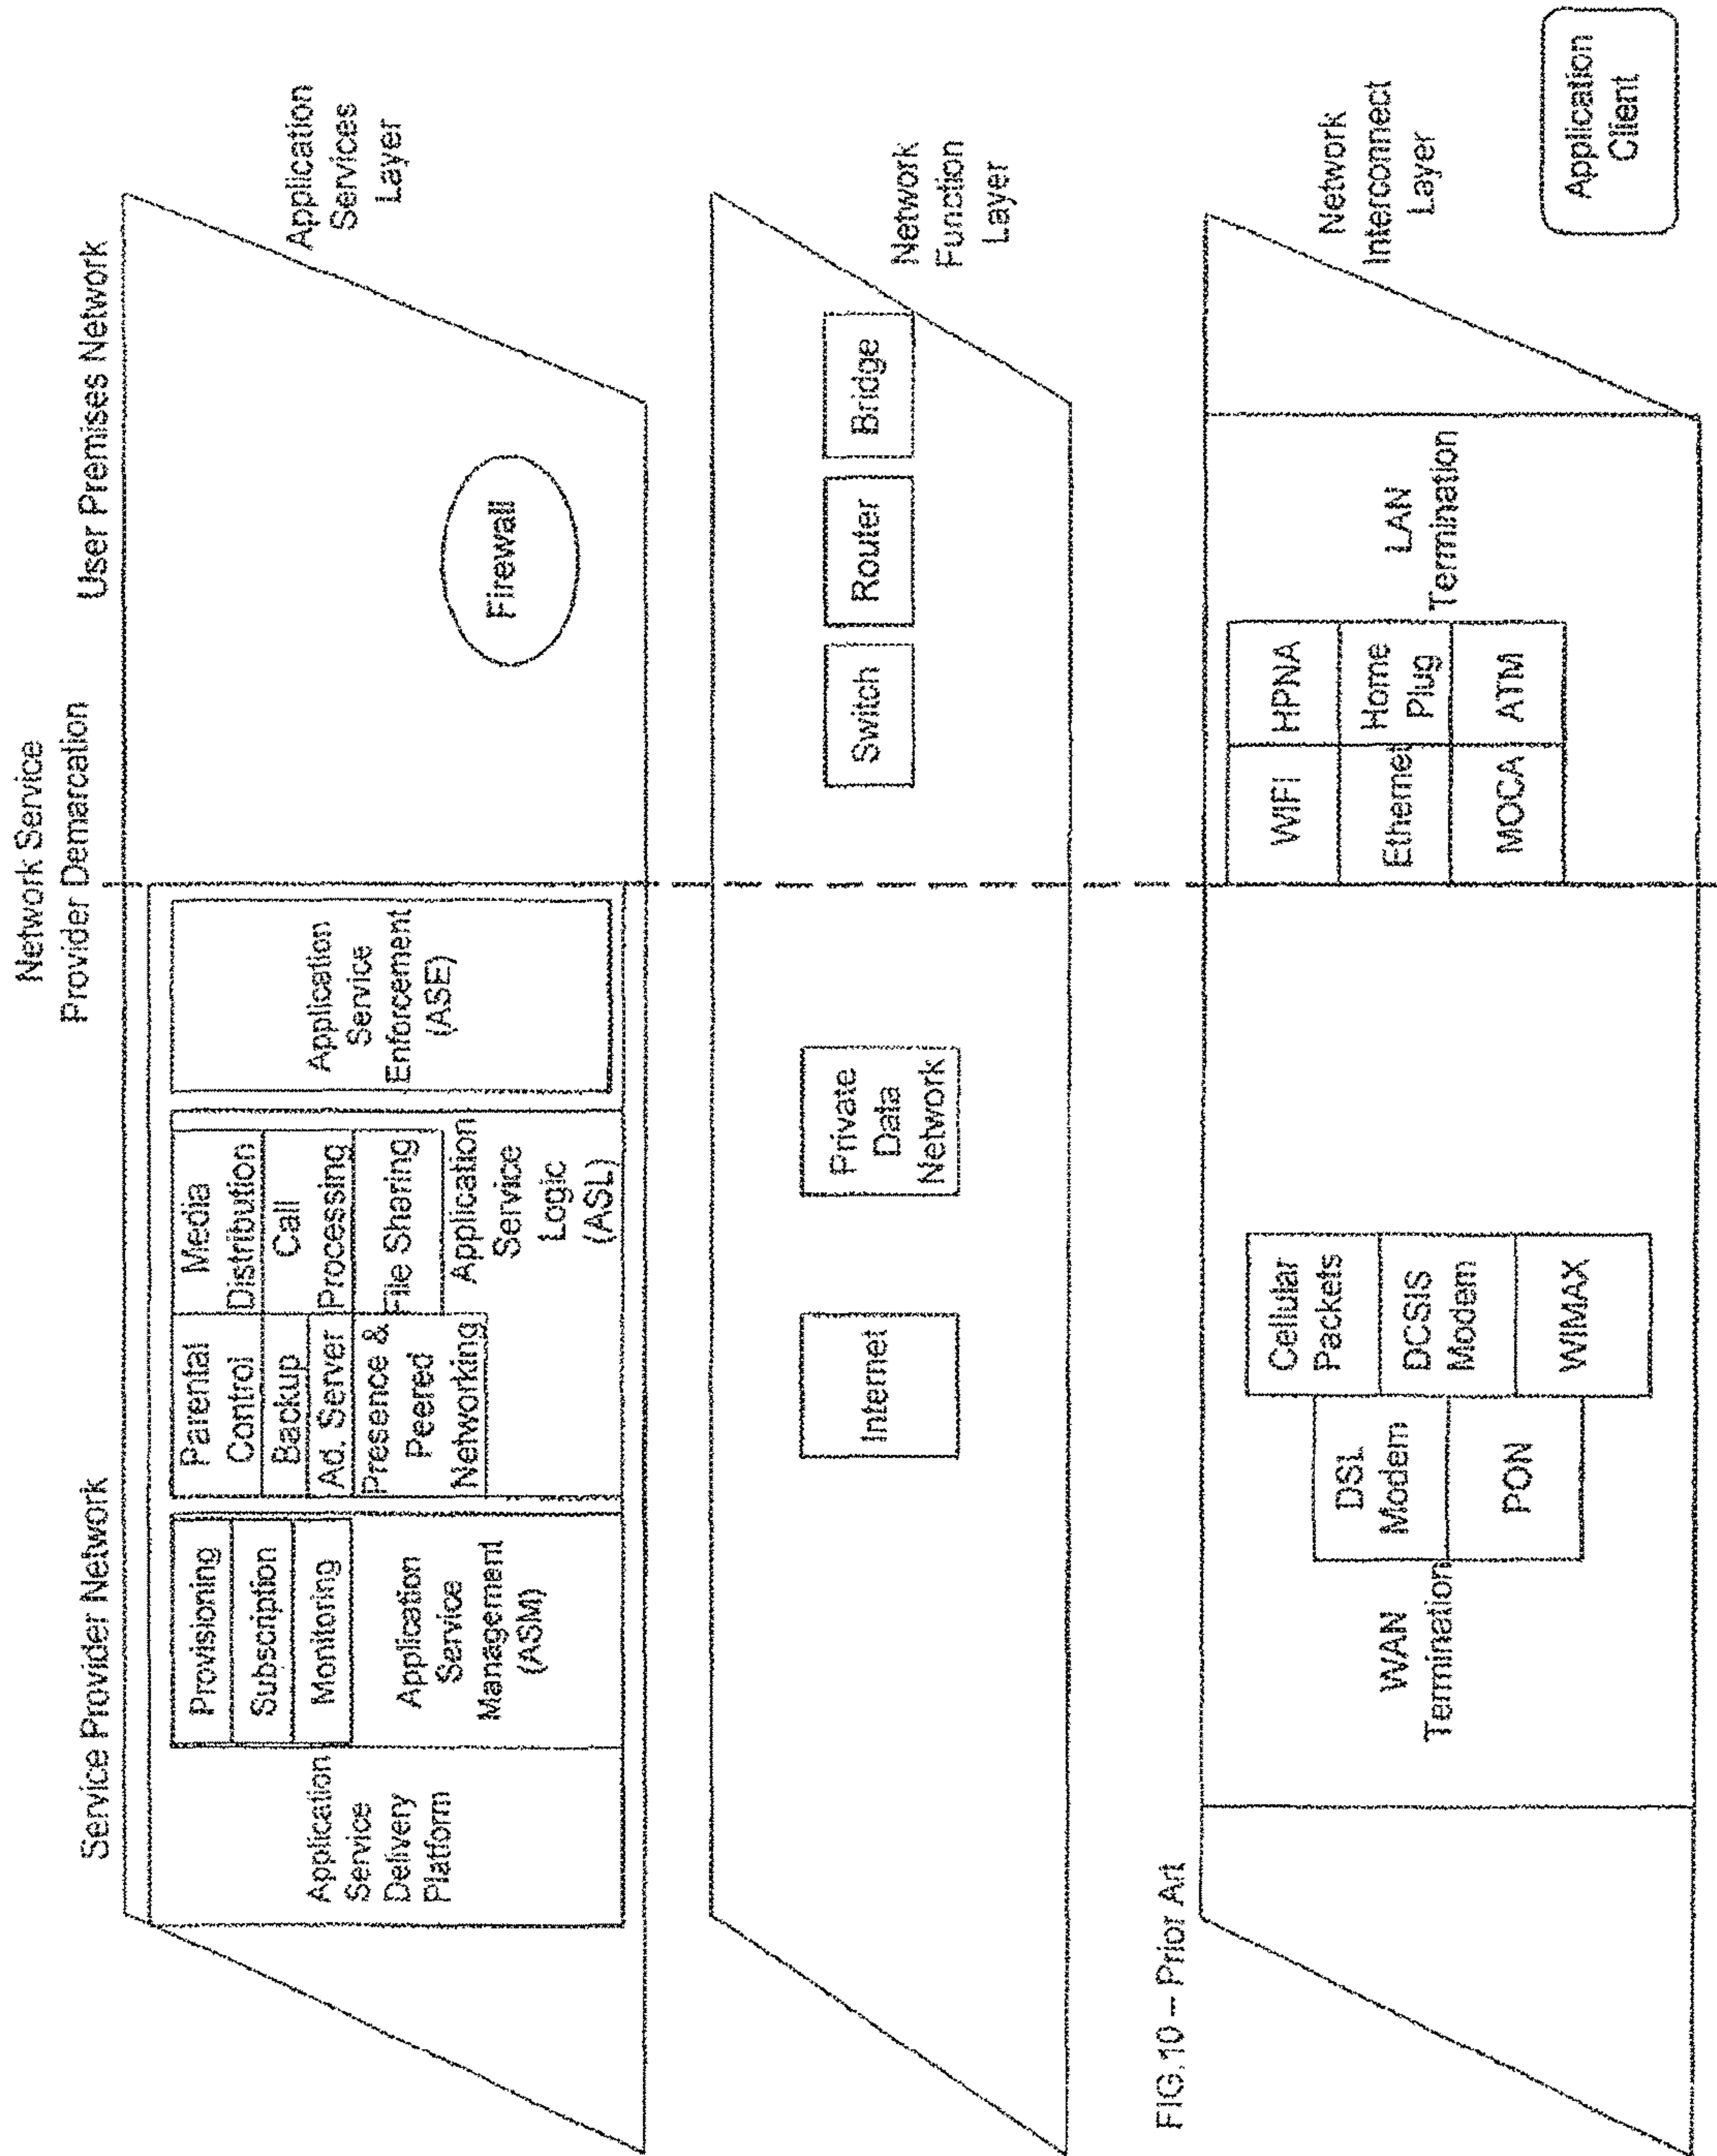 Network Service
Provider Demarcation
Service Provider Network
User Premises Network
Application
Service
Delivery
Platform
Provisioning
Subscription
Monitoring
Application
Service
Management
(ASM)
Parental
Control
Backup
Ad. Server
Presence &
Peered
Networking
Media
Distribution
Call
Processing
File Sharing
Application
Service
Logic
(ASL)
Application
Service
Enforcement
(ASE)
Firewall
Application
Services
Layer
Internet
Private
Data
Network
Switch
Router
Bridge
Network
Function
Layer
FIG.10 – Prior Art
WAN
Termination
DSL
Modem
PON
Cellular
Packets
DCSIS
Modem
WIMAX
WIFI
HPNA
Ethernet
Home
Plug
MOCA
ATM
LAN
Termination
Network
Interconnect
Layer
Application
Client